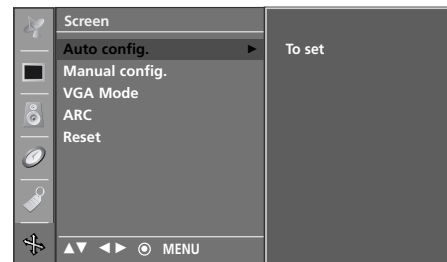 Screen
Auto config. ►
To set
Manual config.
VGA Mode
ARC
Reset
▲▼ ◄► ⦿ MENU